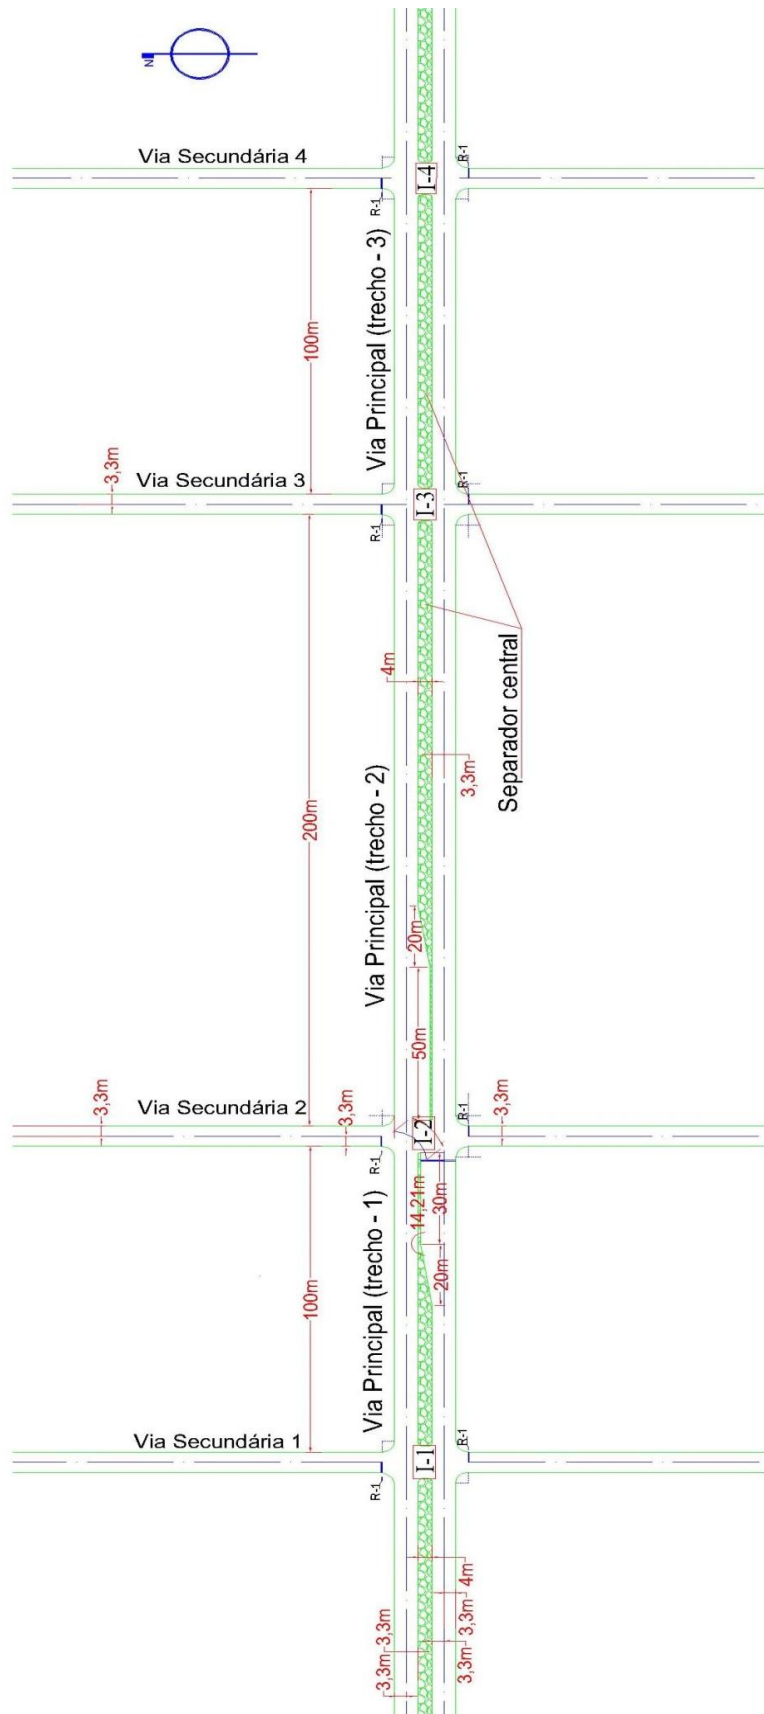 N
Via Secundária 4
R-1
R-1
I-4
Via Principal (trecho - 3)
100m
3,3m
Via Secundária 3
R-1
R-1
I-3
4m
3,3m
Separador central
200m
Via Principal (trecho - 2)
20m
50m
3,3m
Via Secundária 2
3,3m
R-1
R-1
3,3m
I-2
14,21m
30m
20m
Via Principal (trecho - 1)
100m
Via Secundária 1
R-1
R-1
I-1
4m
3,3m
3,3m
3,3m
3,3m